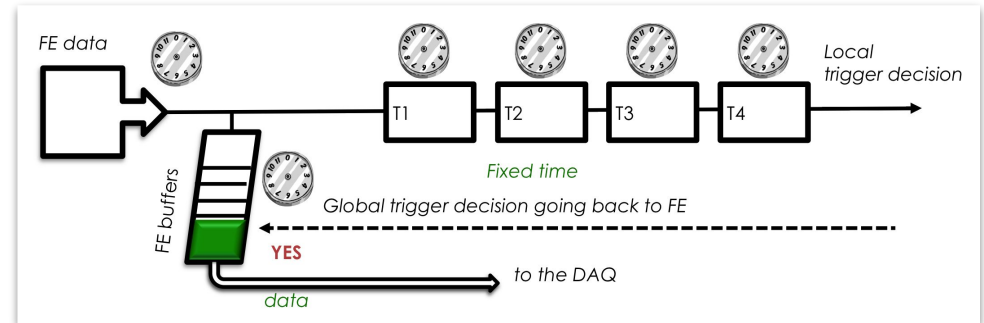 FE data
Local
trigger decision
T1
T2
T3
T4
Fixed time
FE buffers
Global trigger decision going back to FE
YES
to the DAQ
data